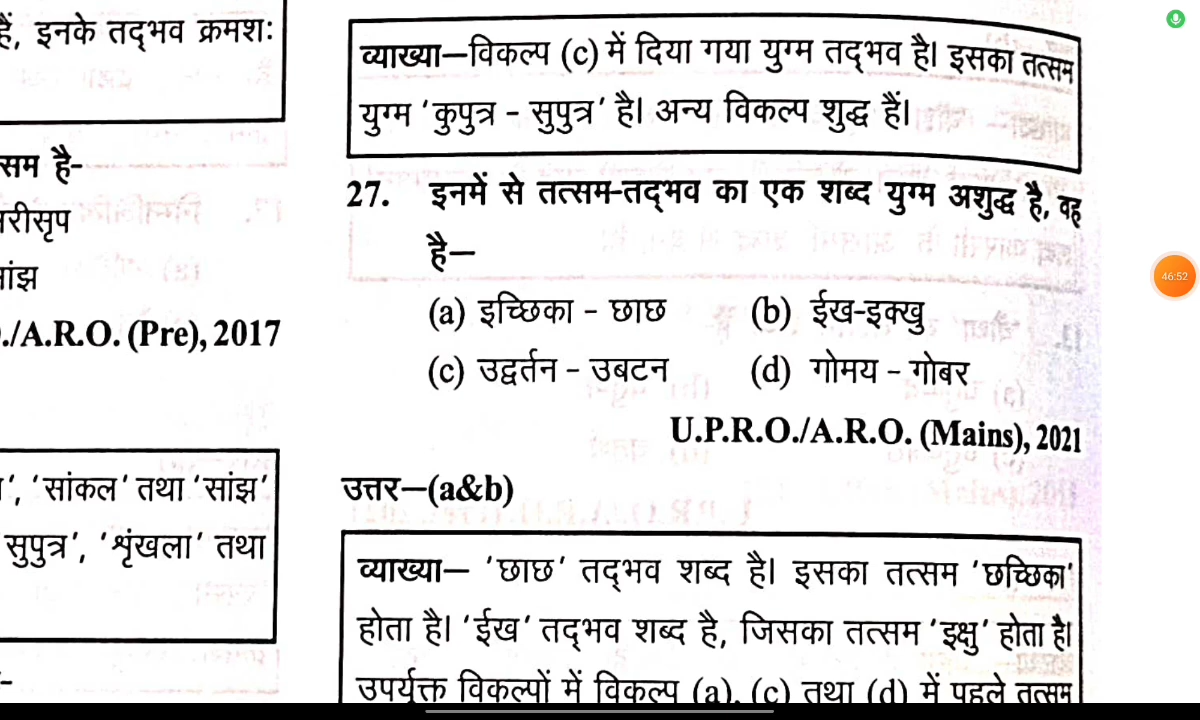 हैं, इनके तद्भव क्रमशः
सम है-
रीसृप
सांझ
./A.R.O. (Pre), 2017
', 'सांकल' तथा 'सांझ'
सुपुत्र', 'शृंखला' तथा
व्याख्या—विकल्प (c) में दिया गया युग्म तद्भव है। इसका तत्सम
युग्म 'कुपुत्र - सुपुत्र' है। अन्य विकल्प शुद्ध हैं।
27. इनमें से तत्सम-तद्भव का एक शब्द युग्म अशुद्ध है, वह
है—
(a) इच्छिका - छाछ (b) ईख-इक्खु
(c) उद्वर्तन - उबटन (d) गोमय - गोबर
U.P.R.O./A.R.O. (Mains), 2021
उत्तर—(a&b)
व्याख्या— 'छाछ' तद्भव शब्द है। इसका तत्सम 'छच्छिका'
होता है। 'ईख' तद्भव शब्द है, जिसका तत्सम 'इक्षु' होता है।
उपर्युक्त विकल्पों में विकल्प (a), (c) तथा (d) में पहले तत्सम
46:52